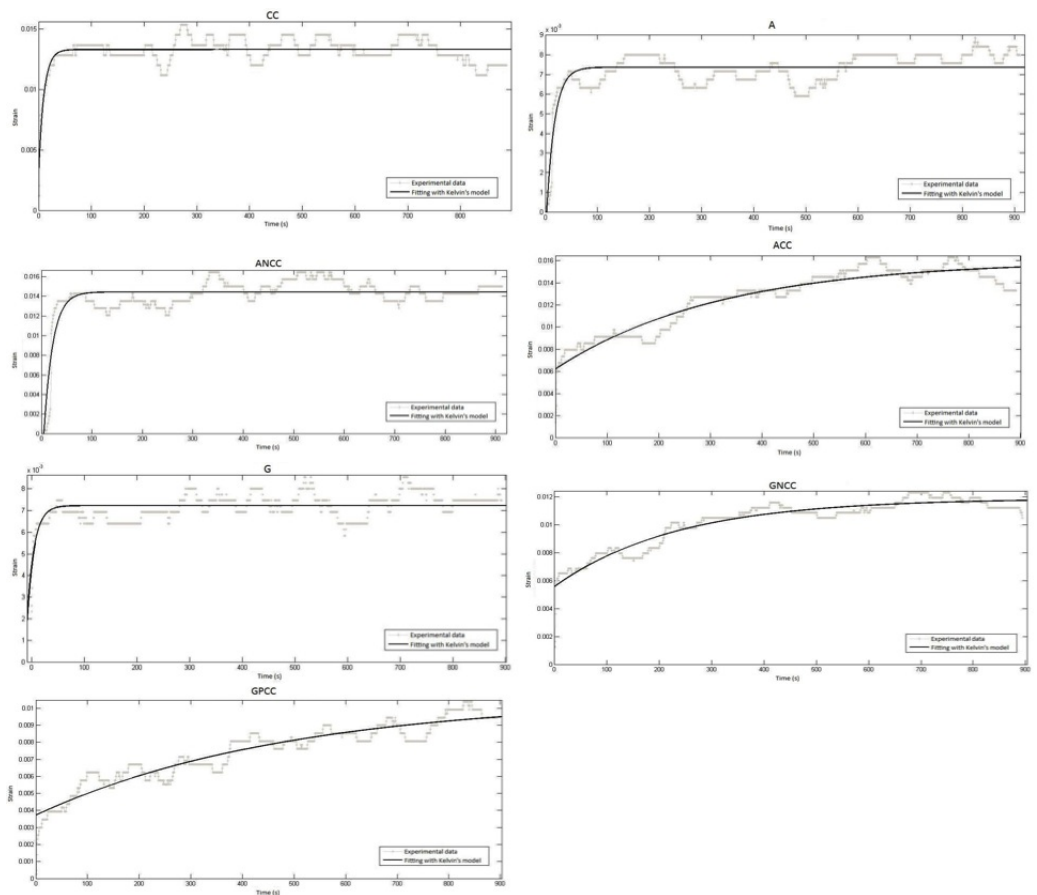 CC
0.015
0.01
0.005
0
Strain
0 100 200 300 400 500 600 700 800
Time (s)
Experimental data
Fitting with Kelvin's model
A
x 10⁻³
9
8
7
6
5
4
3
2
1
0
Strain
0 100 200 300 400 500 600 700 800 900
Time (s)
Experimental data
Fitting with Kelvin's model
ANCC
0.016
0.014
0.012
0.01
0.008
0.006
0.004
0.002
0
Strain
0 100 200 300 400 500 600 700 800 900
Time (s)
Experimental data
Fitting with Kelvin's model
ACC
0.016
0.014
0.012
0.01
0.008
0.006
0.004
0.002
0
Strain
0 100 200 300 400 500 600 700 800 900
Time (s)
Experimental data
Fitting with Kelvin's model
G
x 10⁻³
8
7
6
5
4
3
2
1
0
Strain
0 100 200 300 400 500 600 700 800 900
Time (s)
Experimental data
Fitting with Kelvin's model
GNCC
0.012
0.01
0.008
0.006
0.004
0.002
0
Strain
0 100 200 300 400 500 600 700 800 900
Time (s)
Experimental data
Fitting with Kelvin's model
GPCC
0.01
0.009
0.008
0.007
0.006
0.005
0.004
0.003
0.002
0.001
0
Strain
0 100 200 300 400 500 600 700 800 900
Time (s)
Experimental data
Fitting with Kelvin's model